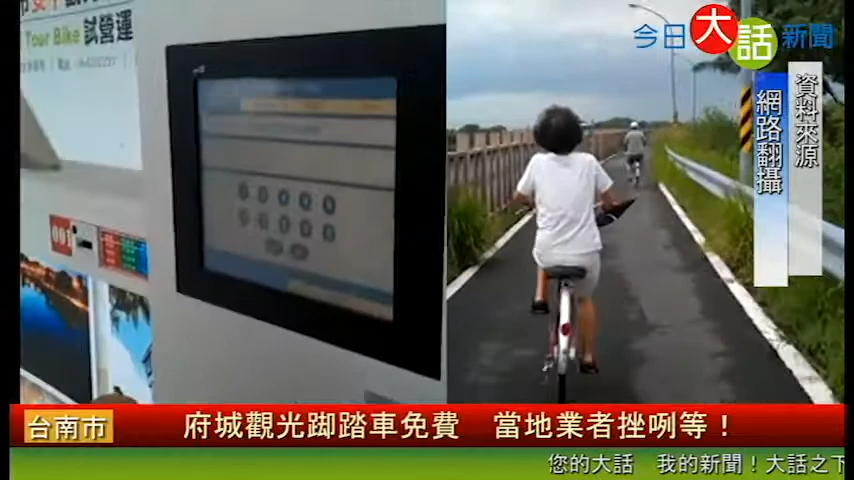 Tour Bike 試營運
001
今日大話新聞
資料來源
網路翻攝
台南市
府城觀光踋踏車免費 當地業者挫咧等！
您的大話 我的新聞！大話之下